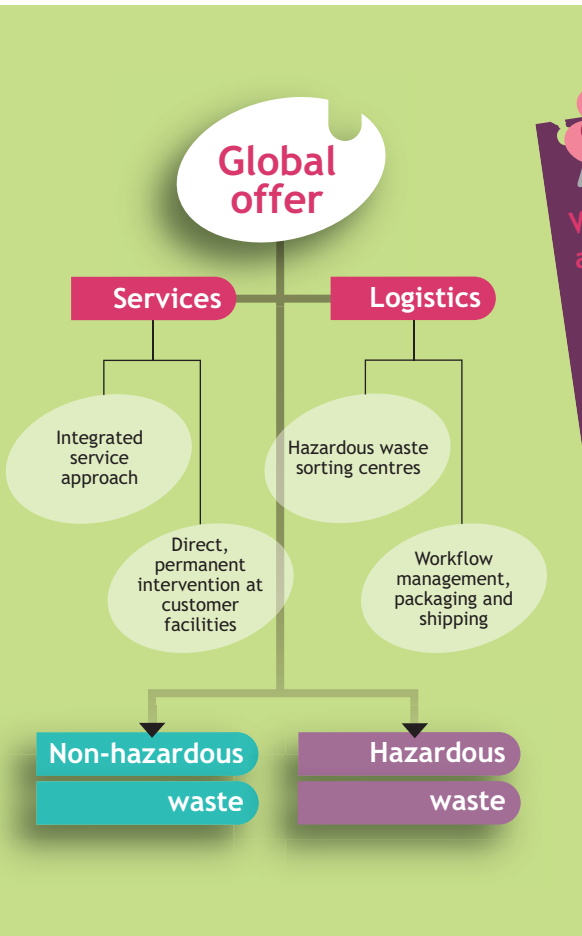 Global
offer
Services
Logistics
Integrated
service
approach
Hazardous waste
sorting centres
Direct,
permanent
intervention at
customer
facilities
Workflow
management,
packaging and
shipping
Non-hazardous
waste
Hazardous
waste